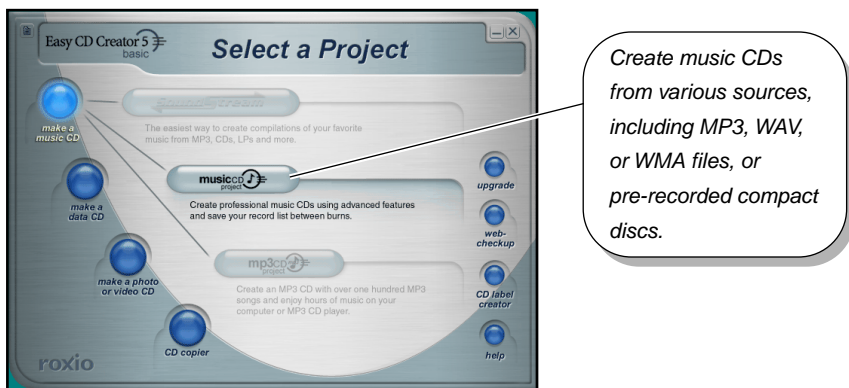 Easy CD Creator 5
basic
Select a Project
SoundStream
The easiest way to create compilations of your favorite
music from MP3, CDs, LPs and more.
make a
music CD
musicCD
project
Create professional music CDs using advanced features
and save your record list between burns.
make a
data CD
mp3CD
project
Create an MP3 CD with over one hundred MP3
songs and enjoy hours of music on your
computer or MP3 CD player.
make a photo
or video CD
CD copier
upgrade
web-
checkup
CD label
creator
help
roxio
Create music CDs
from various sources,
including MP3, WAV,
or WMA files, or
pre-recorded compact
discs.